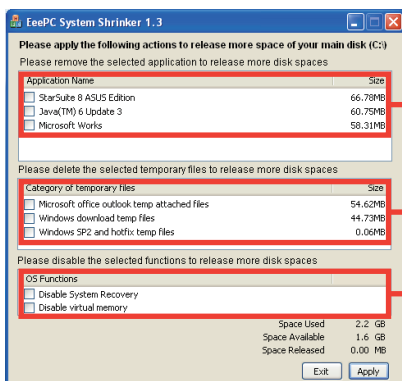 EeePC System Shrinker 1.3
Please apply the following actions to release more space of your main disk (C:\)
Please remove the selected application to release more disk spaces
Application Name Size
StarSuite 8 ASUS Edition 66.78MB
Java(TM) 6 Update 3 60.75MB
Microsoft Works 58.31MB
Please delete the selected temporary files to release more disk spaces
Category of temporary files Size
Microsoft office outlook temp attached files 54.62MB
Windows download temp files 44.73MB
Windows SP2 and hotfix temp files 0.06MB
Please disable the selected functions to release more disk spaces
OS Functions
Disable System Recovery
Disable virtual memory
Space Used 2.2 GB
Space Available 1.6 GB
Space Released 0.00 MB
Exit Apply